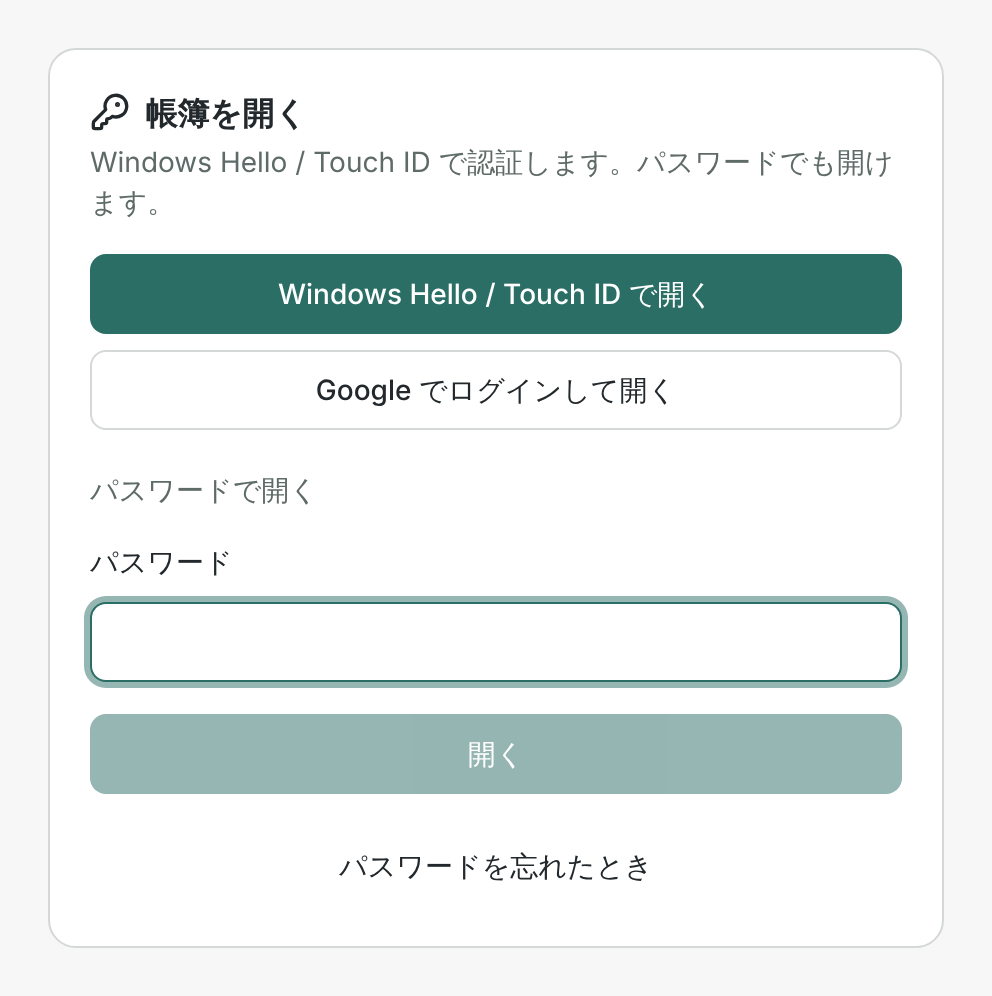 帳簿を開く
Windows Hello / Touch ID で認証します。パスワードでも開け
ます。
Windows Hello / Touch ID で開く
Google でログインして開く
パスワードで開く
パスワード
開く
パスワードを忘れたとき